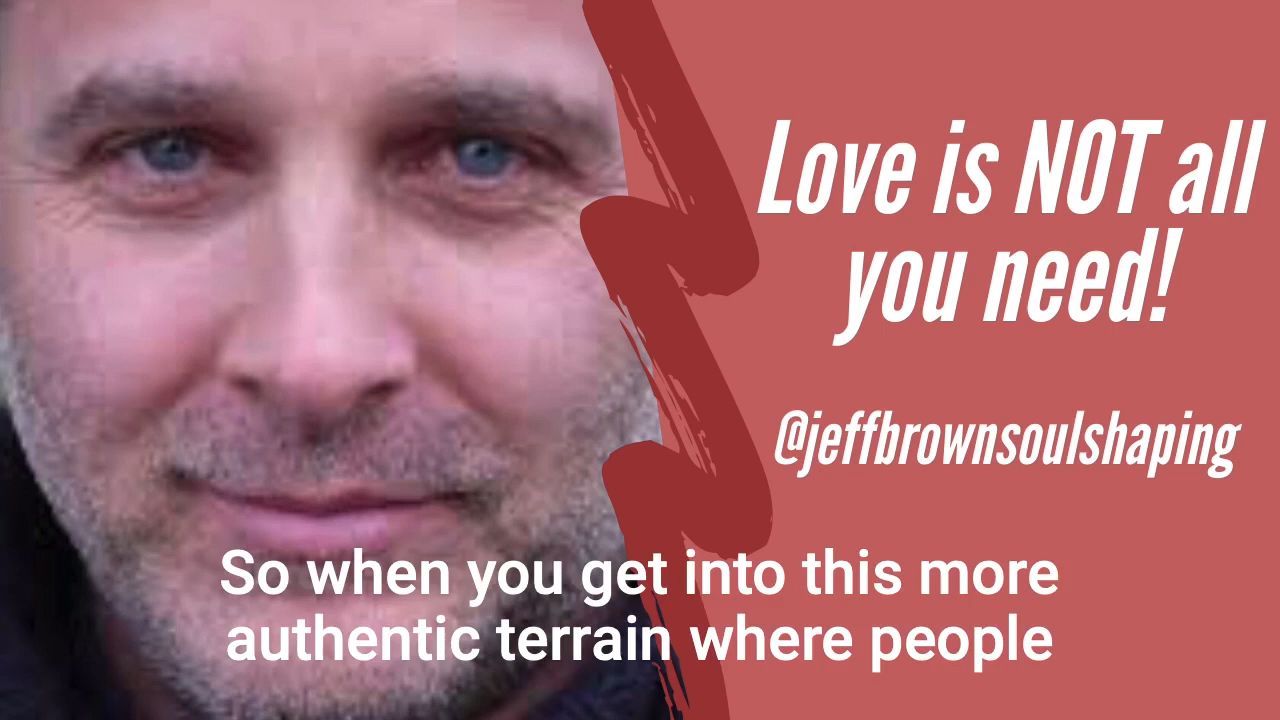 Love is NOT all
you need!
@jeffbrownsoulshaping
So when you get into this more
authentic terrain where people